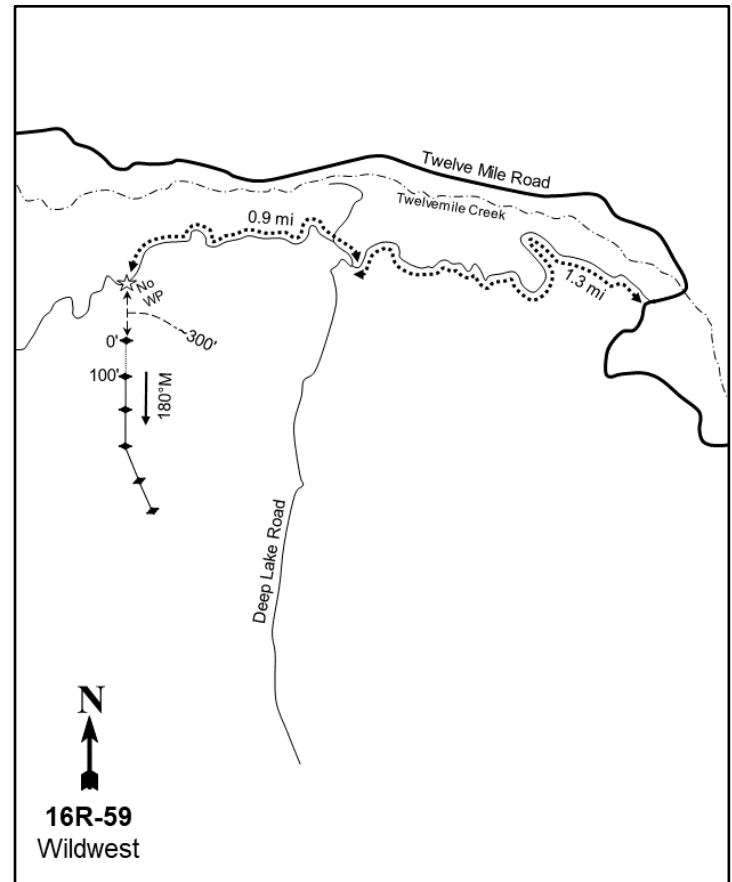 Twelve Mile Road
Twelvemile Creek
0.9 mi
No
WP
1.3 mi
0'
300'
100'
180°M
Deep Lake Road
N
16R-59
Wildwest